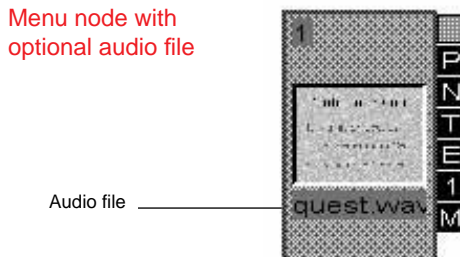 Menu node with
optional audio file
1
P
N
T
E
1
M
Audio file
quest.wav